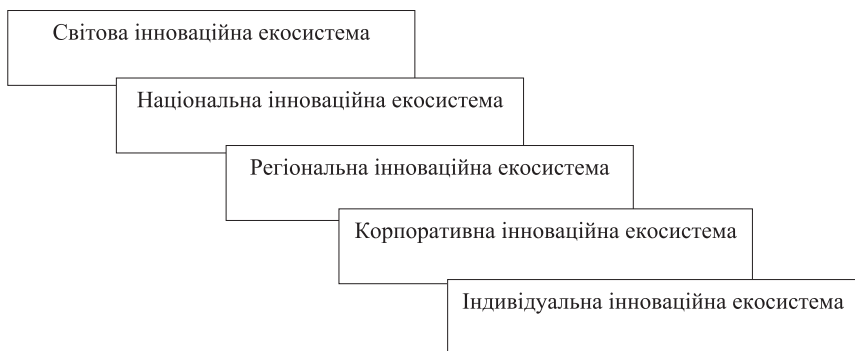 Світова інноваційна екосистема
Національна інноваційна екосистема
Регіональна інноваційна екосистема
Корпоративна інноваційна екосистема
Індивідуальна інноваційна екосистема